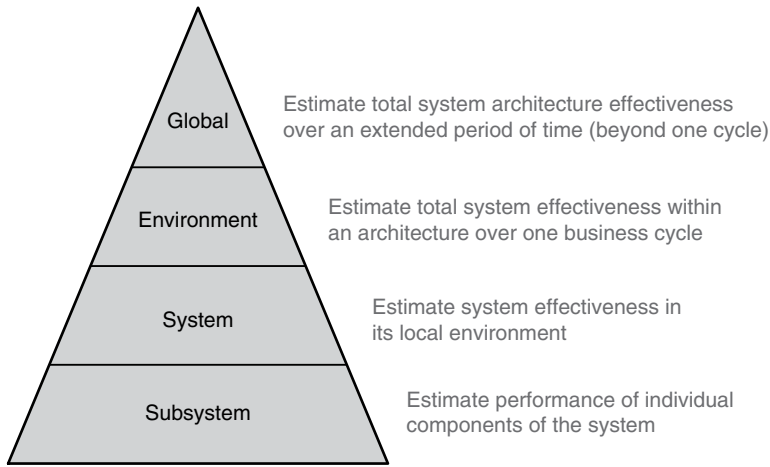 Global
Estimate total system architecture effectiveness
over an extended period of time (beyond one cycle)
Environment
Estimate total system effectiveness within
an architecture over one business cycle
System
Estimate system effectiveness in
its local environment
Subsystem
Estimate performance of individual
components of the system